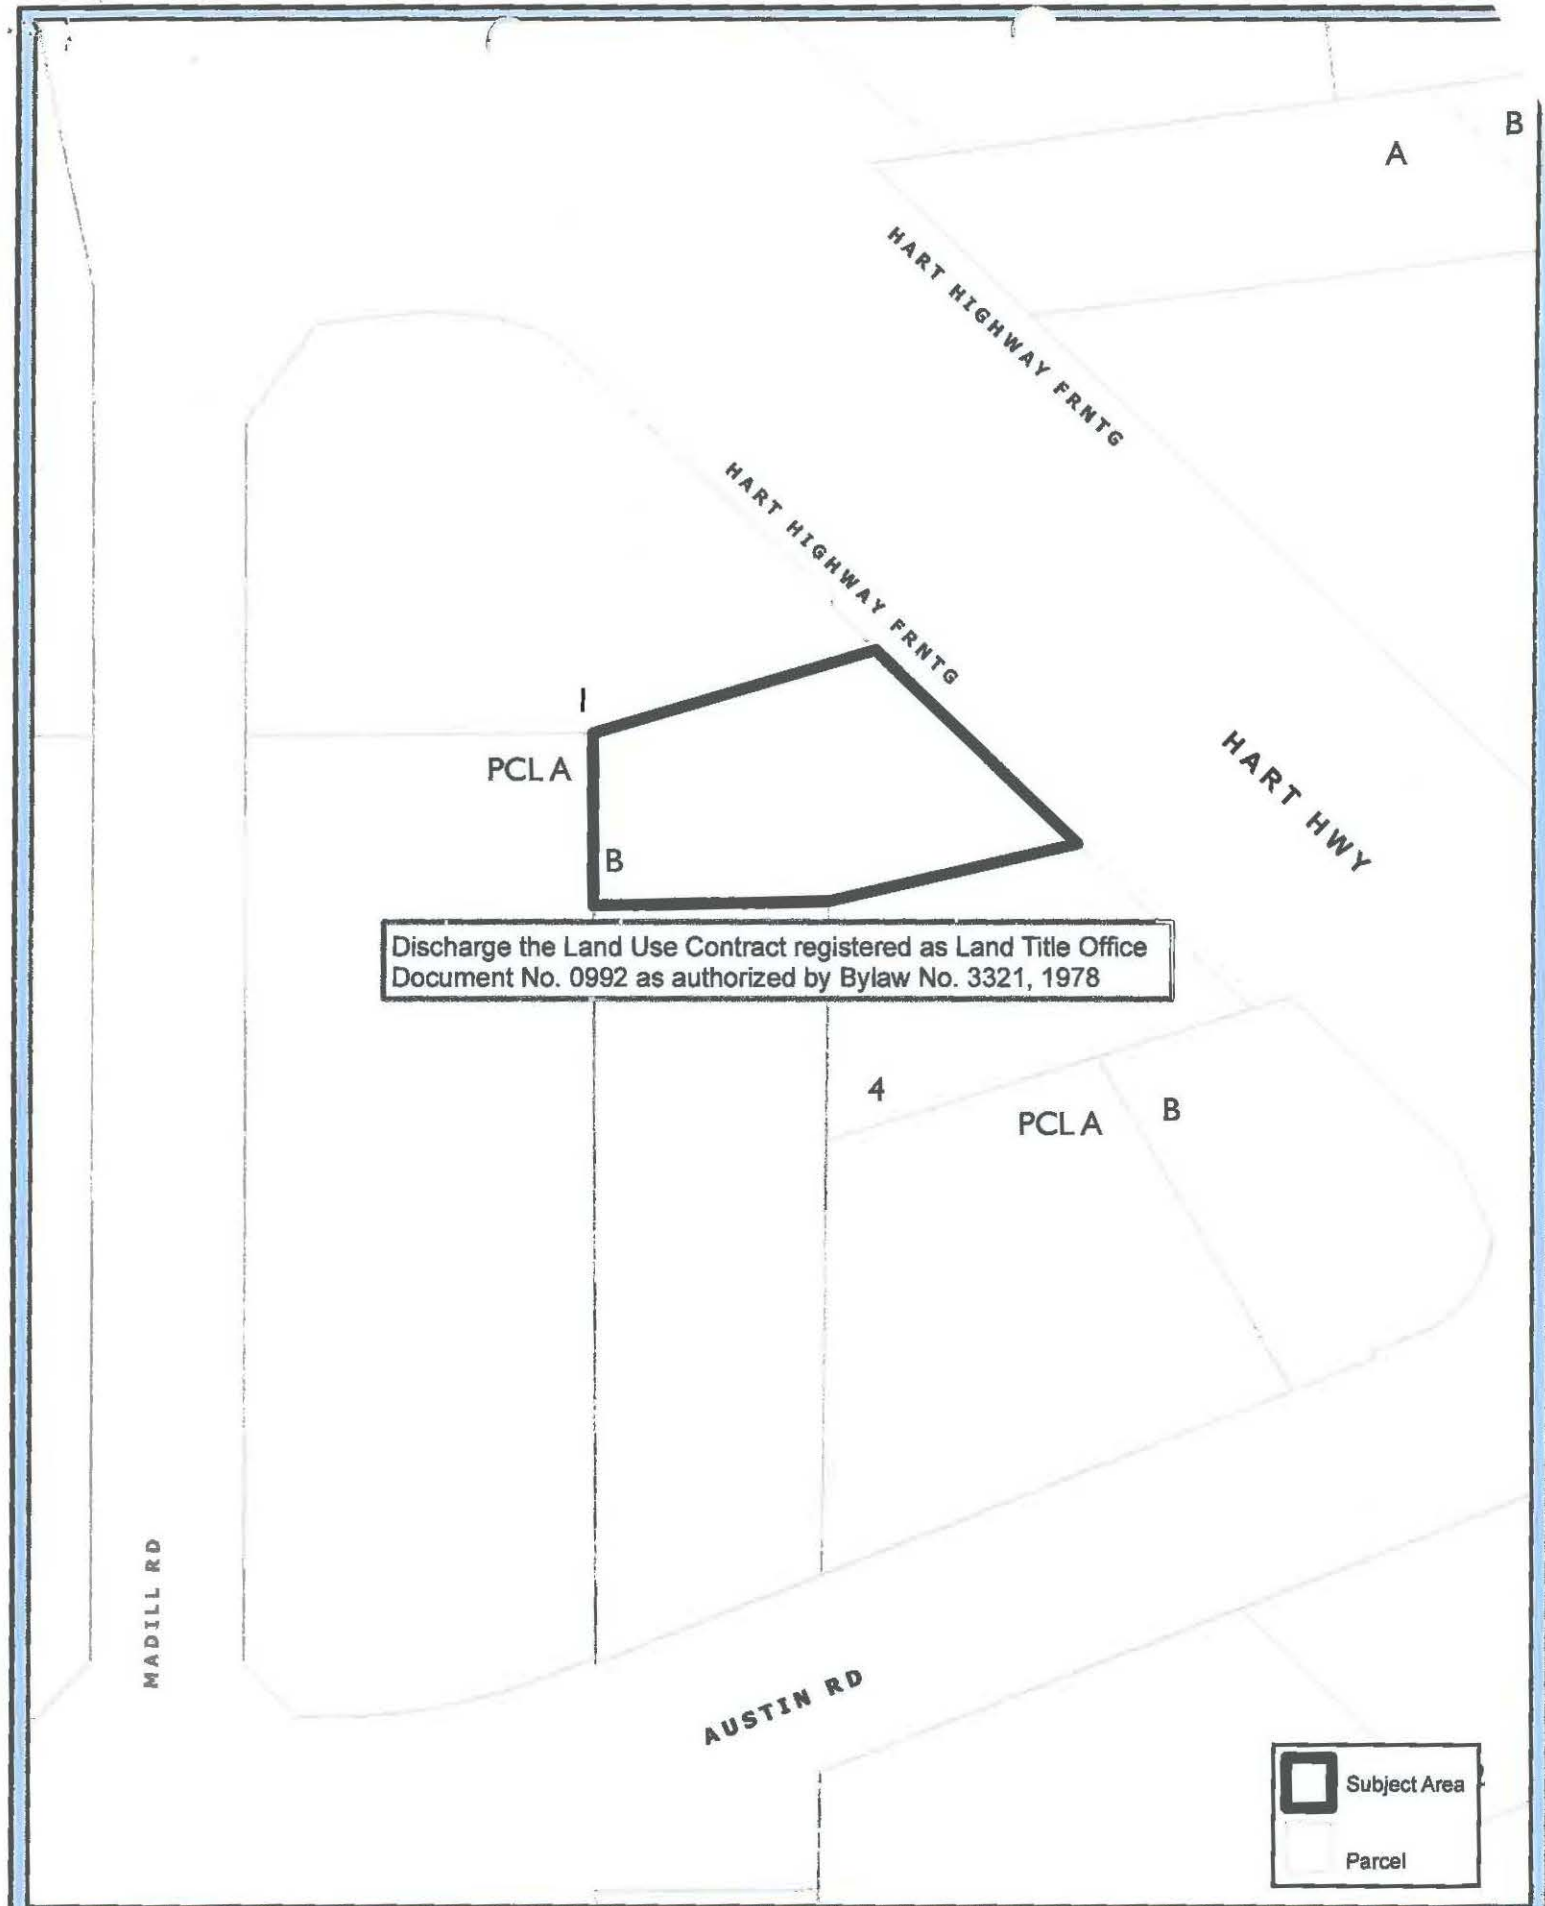 B
A
HART HIGHWAY FRNTG
HART HIGHWAY FRNTG
I
PCL A
HART HWY
B
Discharge the Land Use Contract registered as Land Title Office
Document No. 0992 as authorized by Bylaw No. 3321, 1978
4
PCL A
B
MADILL RD
AUSTIN RD
Subject Area
Parcel